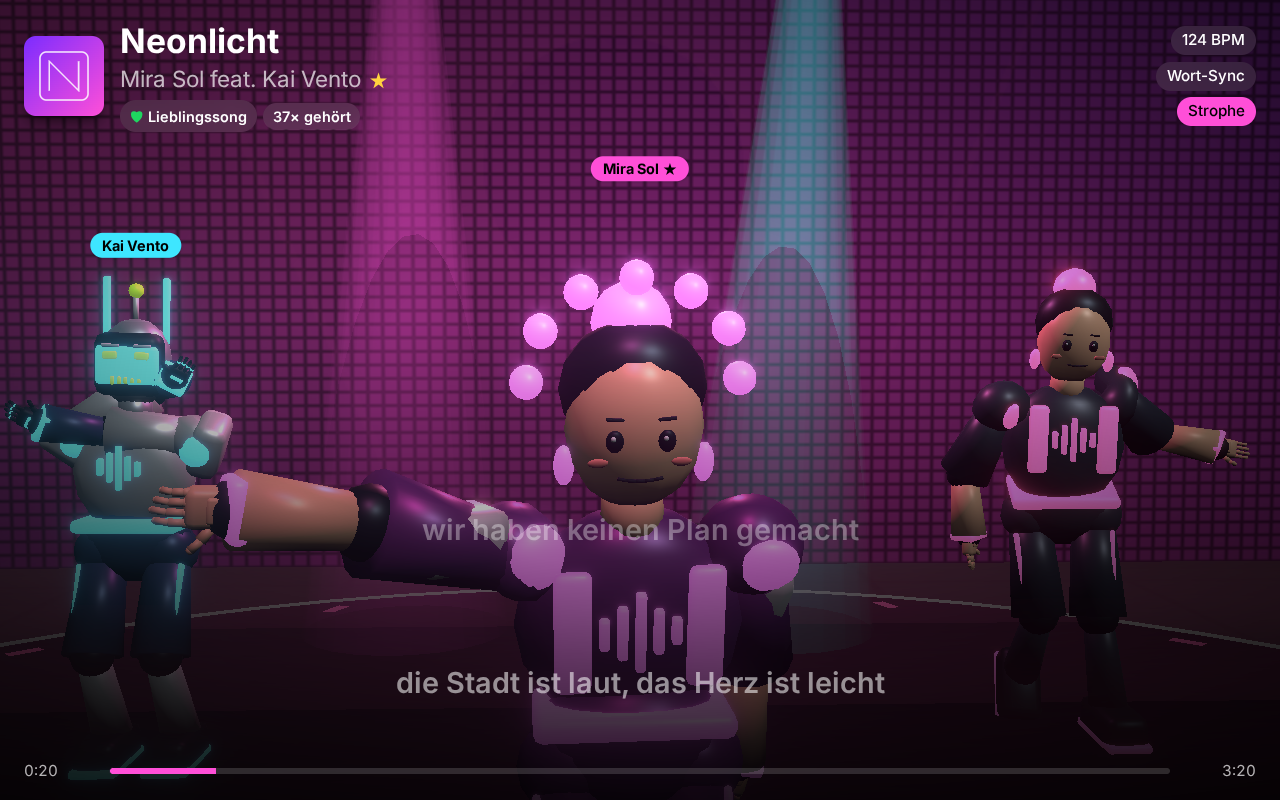 N
Neonlicht
Mira Sol feat. Kai Vento ★
Lieblingssong
37× gehört
124 BPM
Wort-Sync
Strophe
Mira Sol ★
Kai Vento
wir haben keinen Plan gemacht
die Stadt ist laut, das Herz ist leicht
0:20
3:20